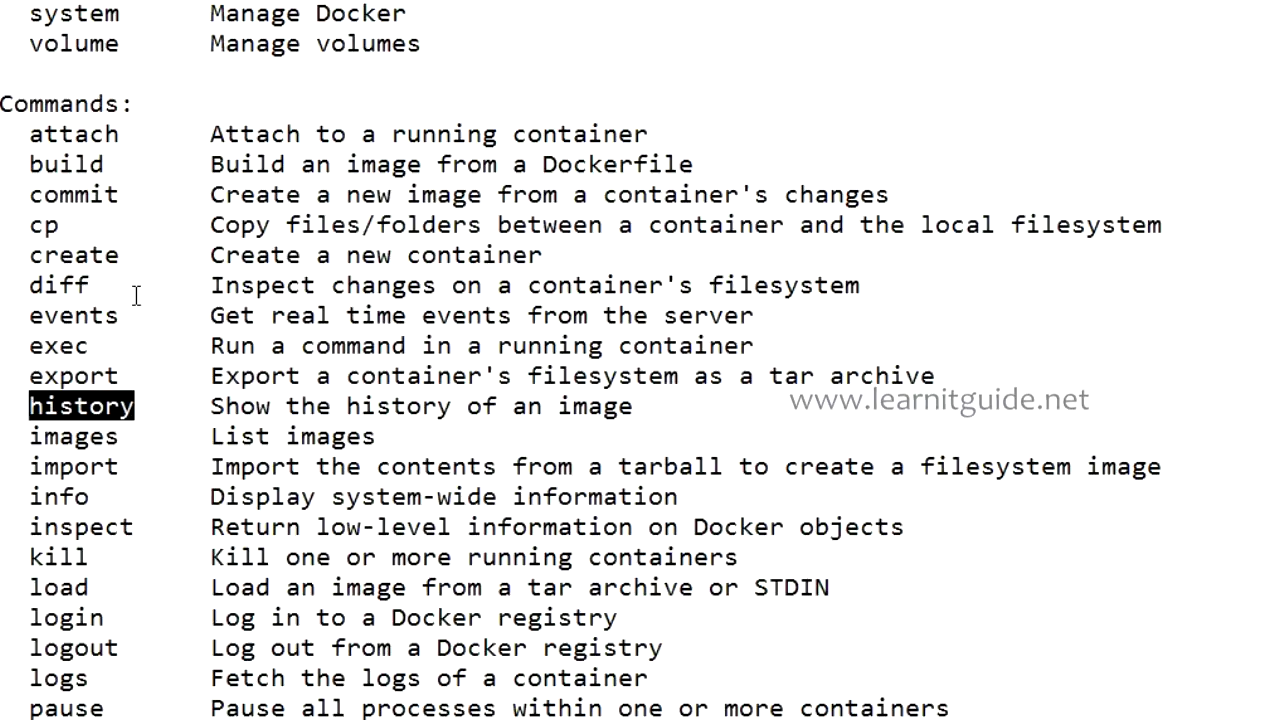 system Manage Docker
volume Manage volumes
Commands:
attach Attach to a running container
build Build an image from a Dockerfile
commit Create a new image from a container's changes
cp Copy files/folders between a container and the local filesystem
create Create a new container
diff Inspect changes on a container's filesystem
events Get real time events from the server
exec Run a command in a running container
export Export a container's filesystem as a tar archive
history Show the history of an image
www.learnitguide.net
images List images
import Import the contents from a tarball to create a filesystem image
info Display system-wide information
inspect Return low-level information on Docker objects
kill Kill one or more running containers
load Load an image from a tar archive or STDIN
login Log in to a Docker registry
logout Log out from a Docker registry
logs Fetch the logs of a container
pause Pause all processes within one or more containers